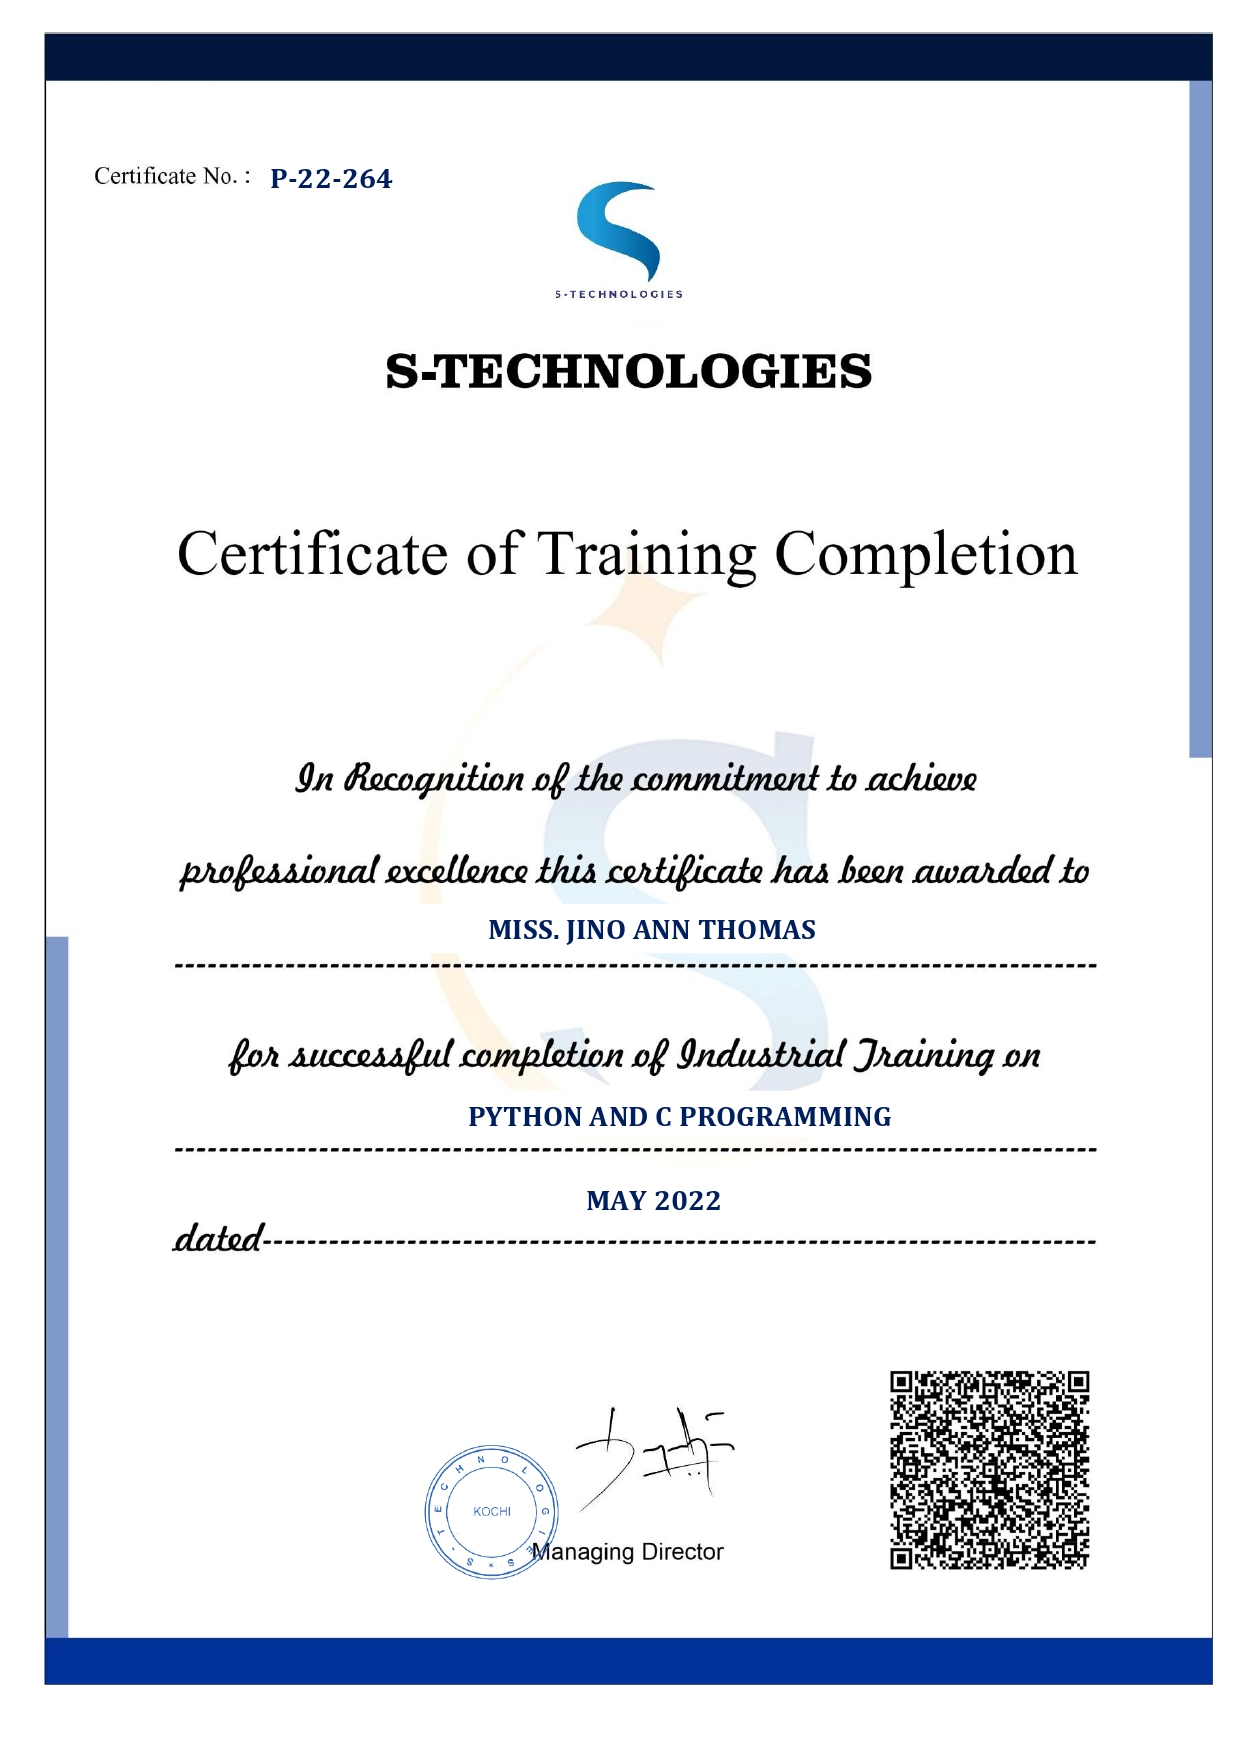 Certificate No. : P-22-264
S-TECHNOLOGIES
S-TECHNOLOGIES
Certificate of Training Completion
In Recognition of the commitment to achieve
professional excellence this certificate has been awarded to
MISS. JINO ANN THOMAS
for successful completion of Industrial Training on
PYTHON AND C PROGRAMMING
MAY 2022
dated
S-TECHNOLOGIES *
KOCHI
Managing Director